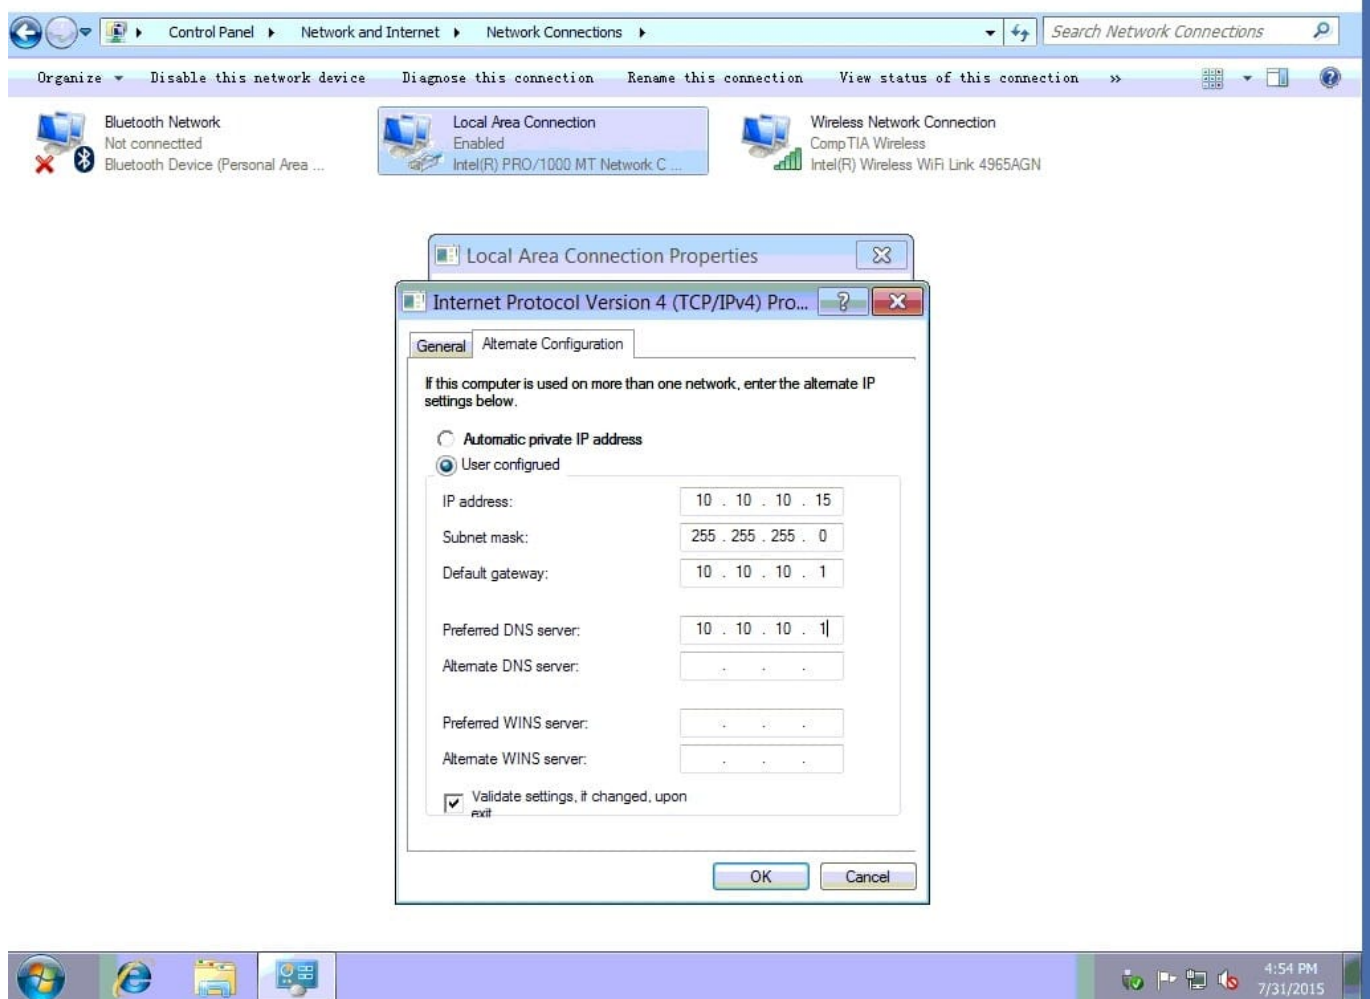 Control Panel Network and Internet Network Connections Search Network Connections
Organize Disable this network device Diagnose this connection Rename this connection View status of this connection »
Bluetooth Network
Not connectted
Bluetooth Device (Personal Area ...
Local Area Connection
Enabled
Intel(R) PRO/1000 MT Network C ...
Wireless Network Connection
CompTIA Wireless
Intel(R) Wireless WiFi Link 4965AGN
Local Area Connection Properties
Internet Protocol Version 4 (TCP/IPv4) Pro...
General Alternate Configuration
If this computer is used on more than one network, enter the alternate IP
settings below.
Automatic private IP address
User configrued
IP address: 10 . 10 . 10 . 15
Subnet mask: 255 . 255 . 255 . 0
Default gateway: 10 . 10 . 10 . 1
Preferred DNS server: 10 . 10 . 10 . 1
Alternate DNS server: . . .
Preferred WINS server: . . .
Alternate WINS server: . . .
Validate settings, if changed, upon
exit
OK Cancel
4:54 PM
7/31/2015